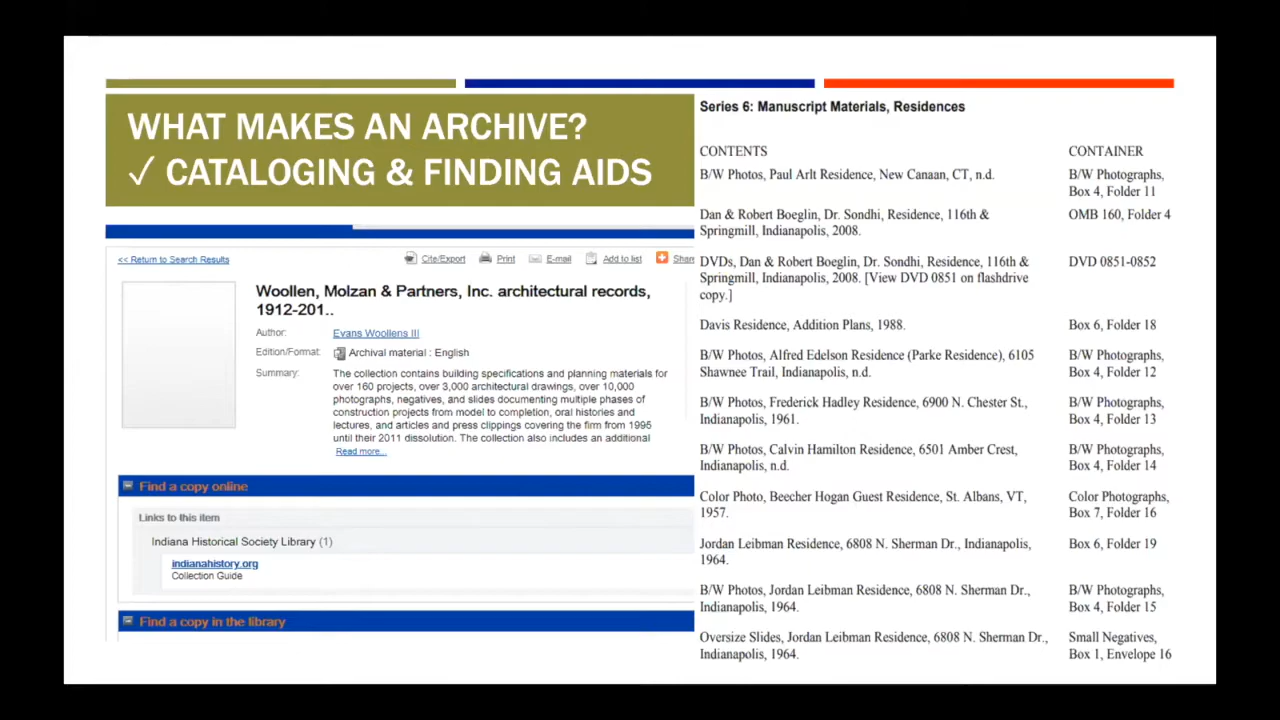 WHAT MAKES AN ARCHIVE?
✓ CATALOGING & FINDING AIDS
<< Return to Search Results
Cite/Export
Print
E-mail
Add to list
Share
Woollen, Molzan & Partners, Inc. architectural records,
1912-201..
Author: Evans Woollens III
Edition/Format: Archival material : English
Summary: The collection contains building specifications and planning materials for
over 160 projects, over 3,000 architectural drawings, over 10,000
photographs, negatives, and slides documenting multiple phases of
construction projects from model to completion, oral histories and
lectures, and articles and press clippings covering the firm from 1995
until their 2011 dissolution. The collection also includes an additional
Read more...
Find a copy online
Links to this item
Indiana Historical Society Library (1)
indianahistory.org
Collection Guide
Find a copy in the library
Series 6: Manuscript Materials, Residences
CONTENTS CONTAINER
B/W Photos, Paul Arlt Residence, New Canaan, CT, n.d. B/W Photographs,
Box 4, Folder 11
Dan & Robert Boeglin, Dr. Sondhi, Residence, 116th & OMB 160, Folder 4
Springmill, Indianapolis, 2008.
DVDs, Dan & Robert Boeglin, Dr. Sondhi, Residence, 116th & DVD 0851-0852
Springmill, Indianapolis, 2008. [View DVD 0851 on flashdrive
copy.]
Davis Residence, Addition Plans, 1988. Box 6, Folder 18
B/W Photos, Alfred Edelson Residence (Parke Residence), 6105 B/W Photographs,
Shawnee Trail, Indianapolis, n.d. Box 4, Folder 12
B/W Photos, Frederick Hadley Residence, 6900 N. Chester St., B/W Photographs,
Indianapolis, 1961. Box 4, Folder 13
B/W Photos, Calvin Hamilton Residence, 6501 Amber Crest, B/W Photographs,
Indianapolis, n.d. Box 4, Folder 14
Color Photo, Beecher Hogan Guest Residence, St. Albans, VT, Color Photographs,
1957. Box 7, Folder 16
Jordan Leibman Residence, 6808 N. Sherman Dr., Indianapolis, Box 6, Folder 19
1964.
B/W Photos, Jordan Leibman Residence, 6808 N. Sherman Dr., B/W Photographs,
Indianapolis, 1964. Box 4, Folder 15
Oversize Slides, Jordan Leibman Residence, 6808 N. Sherman Dr., Small Negatives,
Indianapolis, 1964. Box 1, Envelope 16